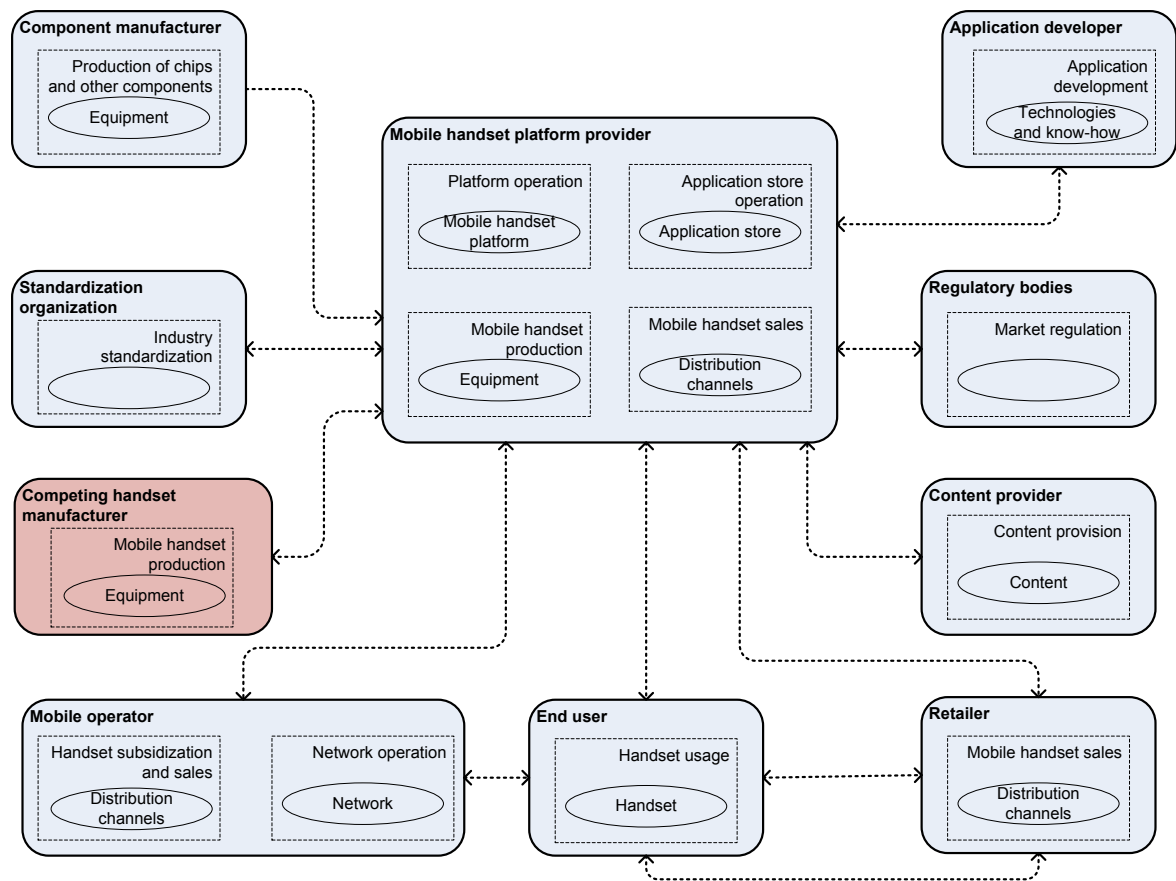 Component manufacturer
Production of chips
and other components
Equipment
Application developer
Application
development
Technologies
and know-how
Mobile handset platform provider
Platform operation
Mobile handset
platform
Application store
operation
Application store
Mobile handset
production
Equipment
Mobile handset sales
Distribution
channels
Standardization
organization
Industry
standardization
Regulatory bodies
Market regulation
Competing handset
manufacturer
Mobile handset
production
Equipment
Content provider
Content provision
Content
Mobile operator
Handset subsidization
and sales
Distribution
channels
Network operation
Network
End user
Handset usage
Handset
Retailer
Mobile handset sales
Distribution
channels